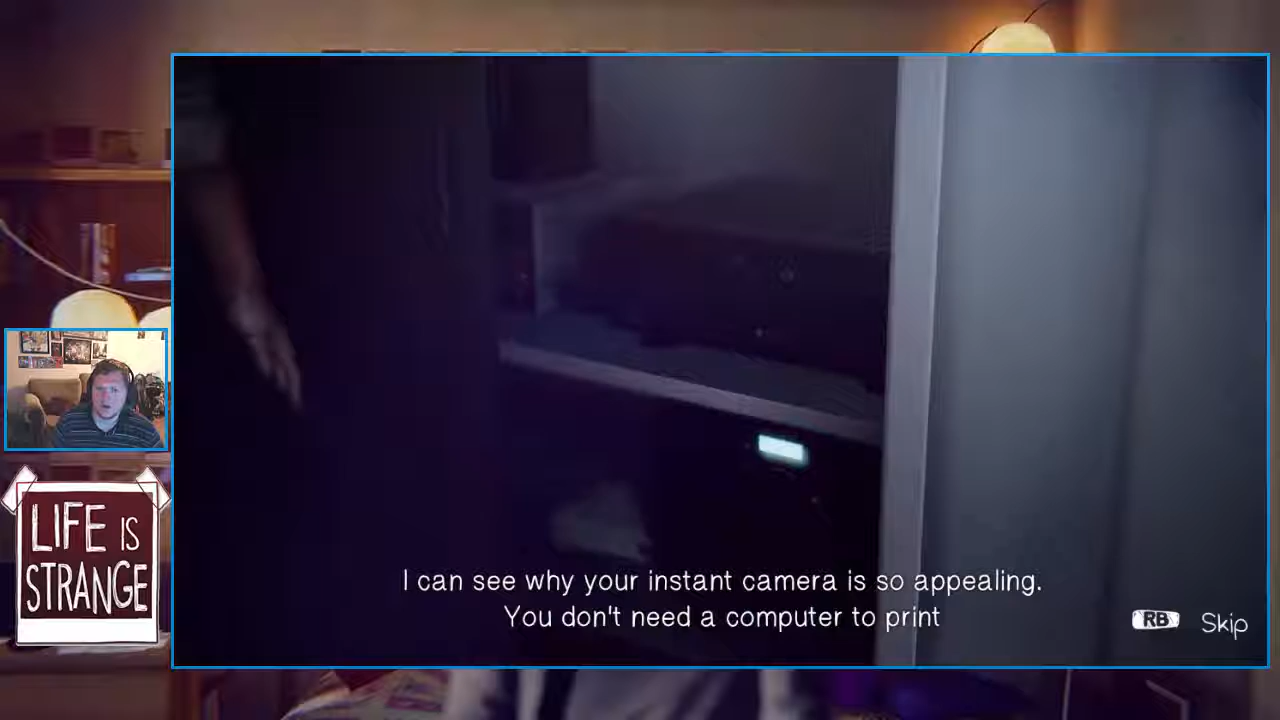 LIFE IS
STRANGE
I can see why your instant camera is so appealing.
You don't need a computer to print
RB Skip